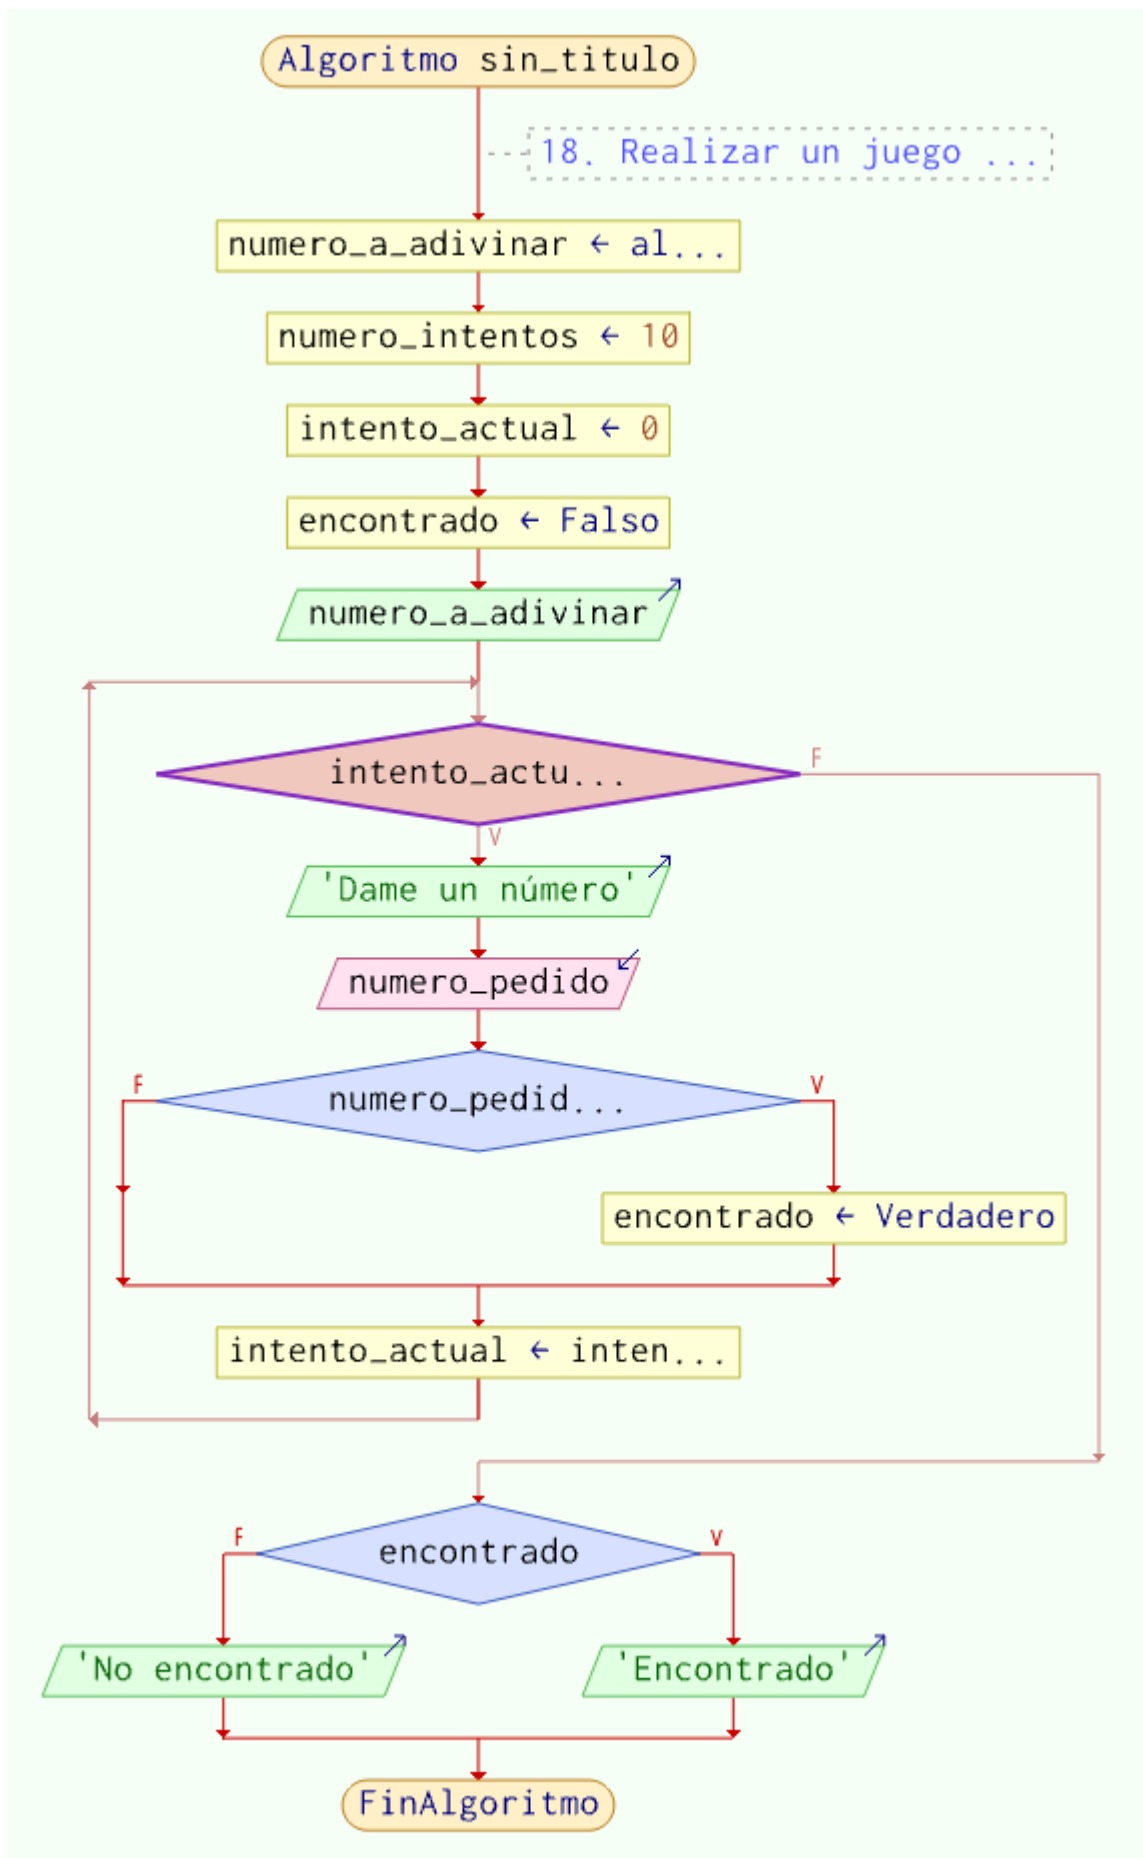 Algoritmo sin_titulo
18. Realizar un juego ...
numero_a_adivinar ← al...
numero_intentos ← 10
intento_actual ← 0
encontrado ← Falso
numero_a_adivinar
intento_actu...
F
V
'Dame un número'
numero_pedido
F
V
numero_pedid...
encontrado ← Verdadero
intento_actual ← inten...
F
V
encontrado
'No encontrado'
'Encontrado'
FinAlgoritmo